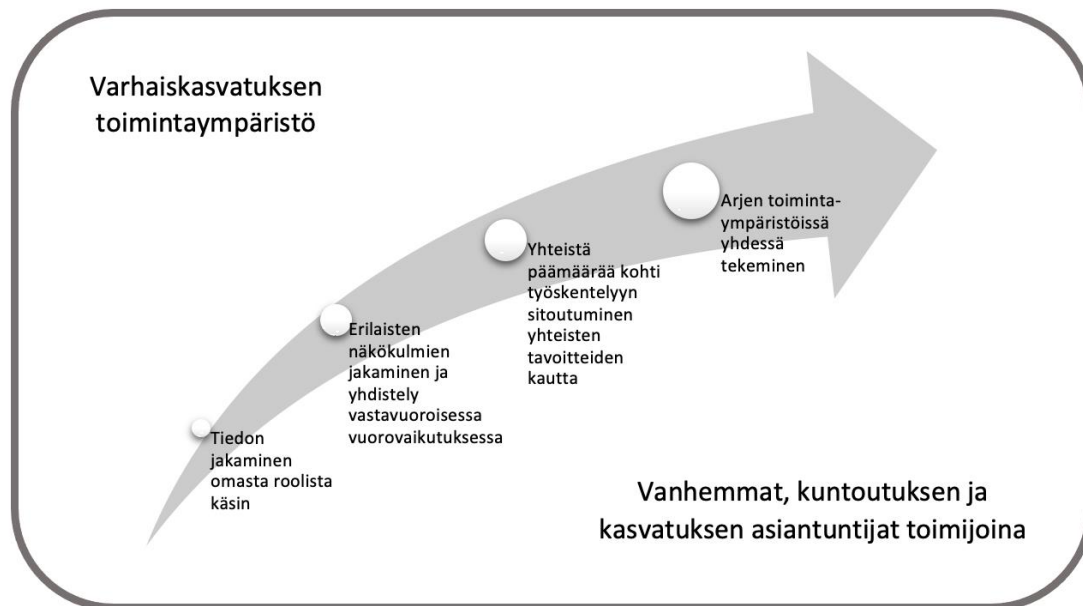 Varhaiskasvatuksen
toimintaympäristö
Tiedon
jakaminen
omasta roolista
käsin
Erilaisten
näkökulmien
jakaminen ja
yhdistely
vastavuoroisessa
vuorovaikutuksessa
Yhteistä
päämäärää kohti
työskentelyyn
sitoutuminen
yhteisten
tavoitteiden
kautta
Arjen toiminta-
ympäristöissä
yhdessä
tekeminen
Vanhemmat, kuntoutuksen ja
kasvatuksen asiantuntijat toimijoina